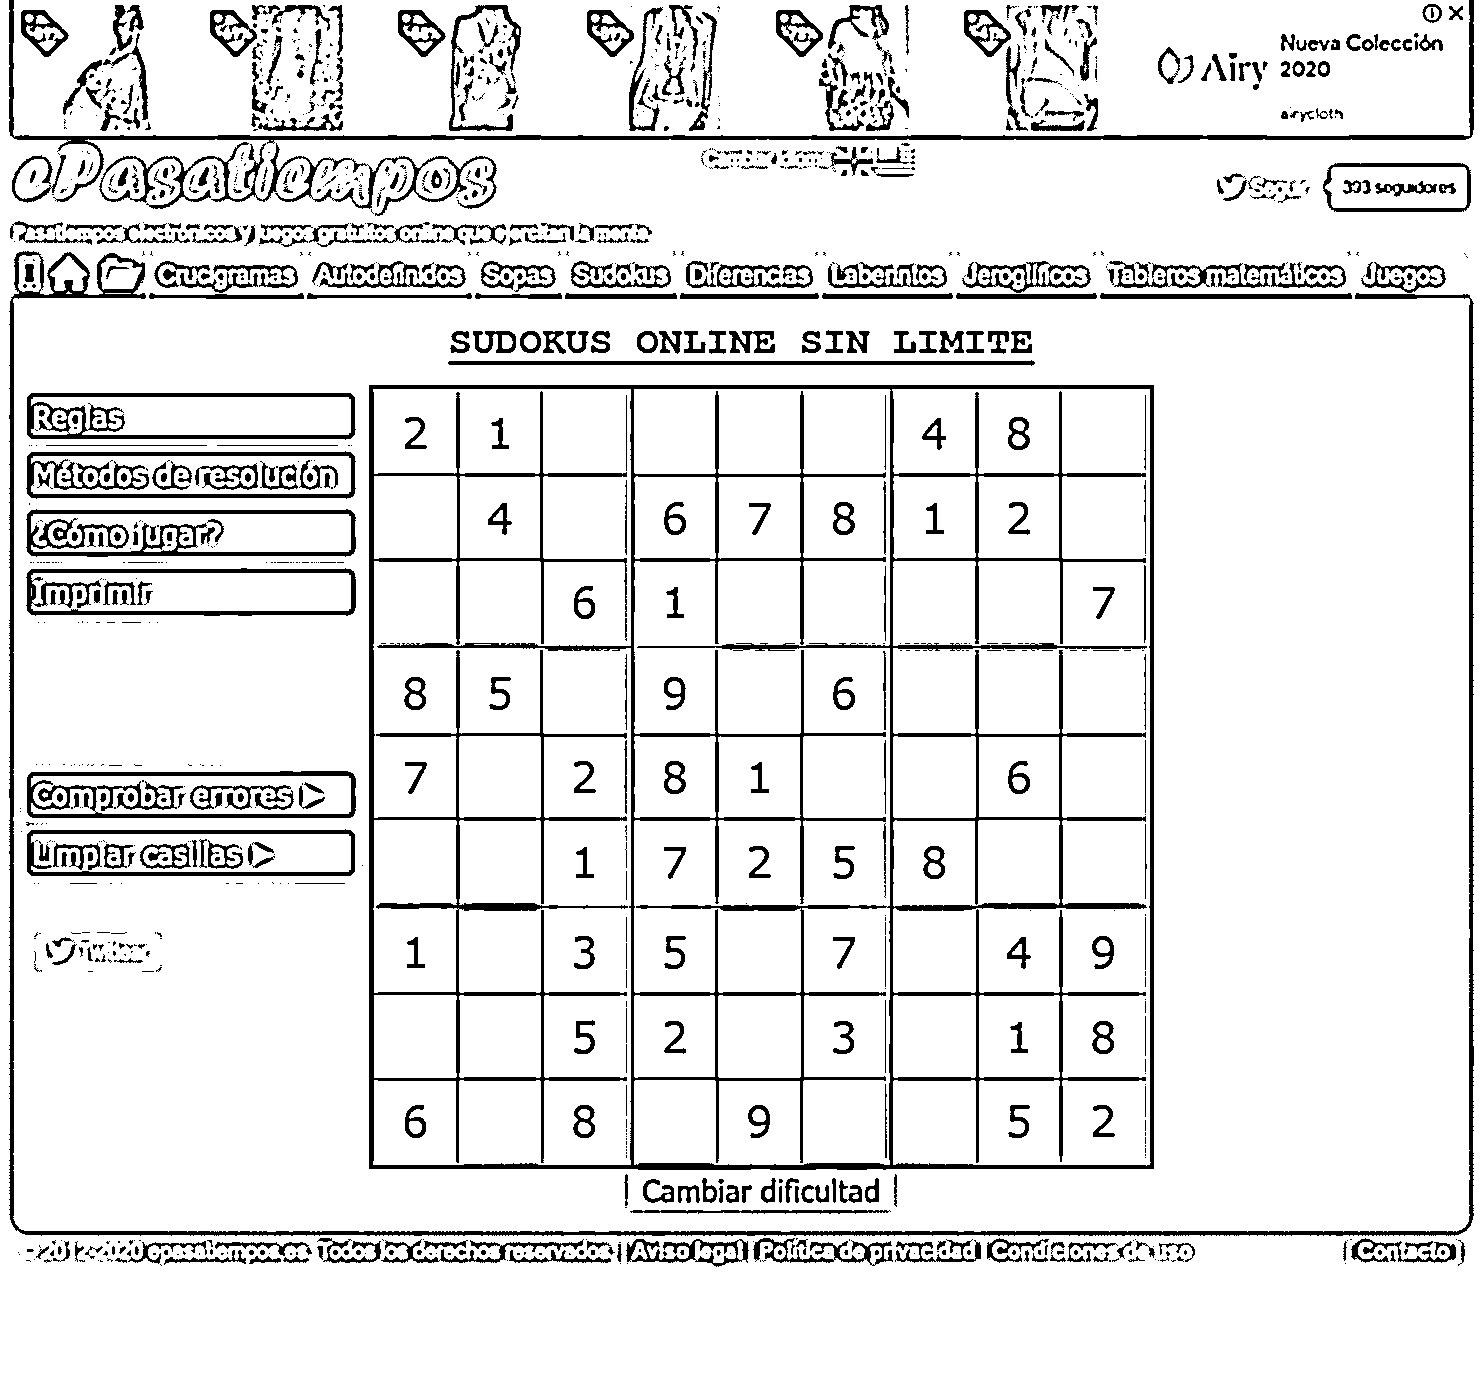 Nueva Colección
Airy 2020
airycloth
ePasatiempos
Cambiar idioma
Seguir 393 seguidores
Pasatiempos electrónicos y juegos gratuitos online que ejercitan la mente
Crucigramas Autodefinidos Sopas Sudokus Diferencias Laberintos Jeroglíficos Tableros matemáticos Juegos
SUDOKUS ONLINE SIN LIMITE
Reglas
Métodos de resolución
¿Cómo jugar?
Imprimir
Comprobar errores >
Limpiar casillas >
Twittear
2 1 4 8
4 6 7 8 1 2
6 1 7
8 5 9 6
7 2 8 1 6
1 7 2 5 8
1 3 5 7 4 9
5 2 3 1 8
6 8 9 5 2
Cambiar dificultad
2012-2020 epasatiempos.es. Todos los derechos reservados | Aviso legal | Política de privacidad | Condiciones de uso | Contacto |